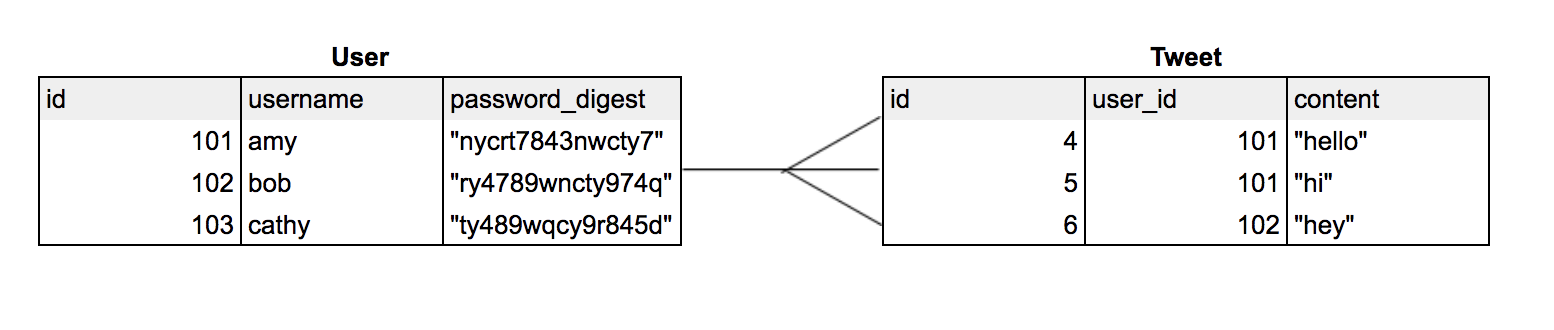 User
Tweet
id username password_digest
id user_id content
101 amy "nycrt7843nwcty7"
4 101 "hello"
102 bob "ry4789wncty974q"
5 101 "hi"
103 cathy "ty489wqcy9r845d"
6 102 "hey"